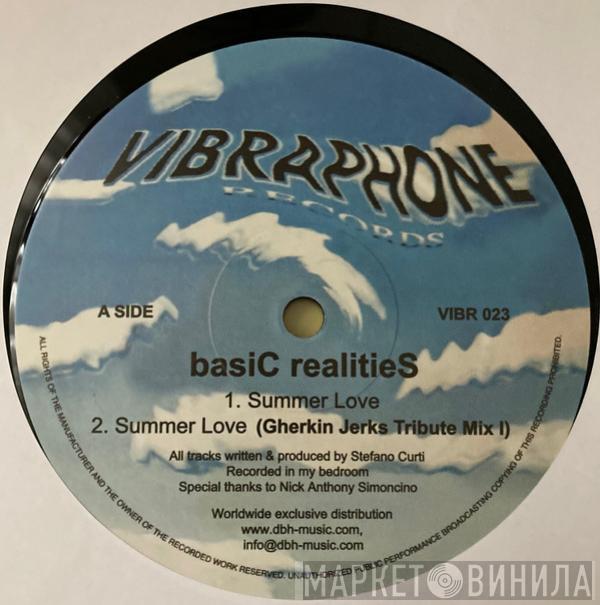 VIBRAPHONE
RECORDS
A SIDE
VIBR 023
basiC realitieS
1. Summer Love
2. Summer Love (Gherkin Jerks Tribute Mix I)
All tracks written & produced by Stefano Curti
Recorded in my bedroom
Special thanks to Nick Anthony Simoncino
Worldwide exclusive distribution
www.dbh-music.com,
info@dbh-music.com
ALL RIGHTS OF THE MANUFACTURER AND THE OWNER OF THE RECORDED WORK RESERVED. UNAUTHORIZED PUBLIC PERFORMANCE BROADCASTING COPYING OF THIS RECORDING PROHIBITED.
МАРКЕТ ВИНИЛА